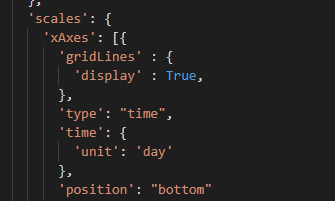 },
'scales': {
'xAxes': [{
'gridLines' : {
'display' : True,
},
'type': "time",
'time': {
'unit': 'day'
},
'position': "bottom"